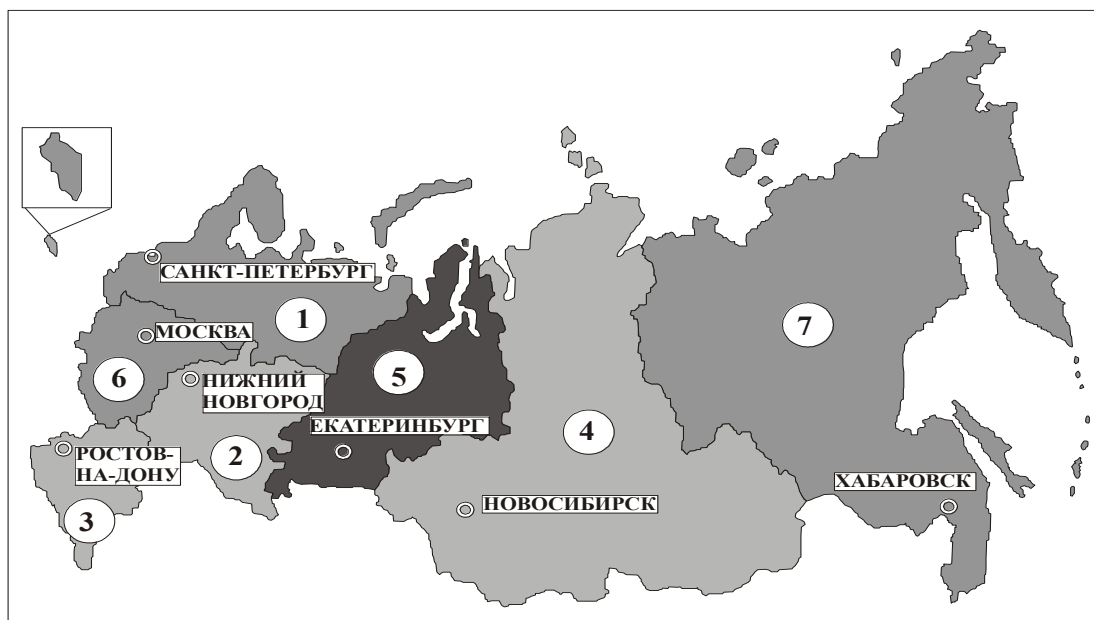 САНКТ-ПЕТЕРБУРГ
1
7
МОСКВА
6
НИЖНИЙ
НОВГОРОД
5
ЕКАТЕРИНБУРГ
4
РОСТОВ-
НА-ДОНУ
2
ХАБАРОВСК
НОВОСИБИРСК
3